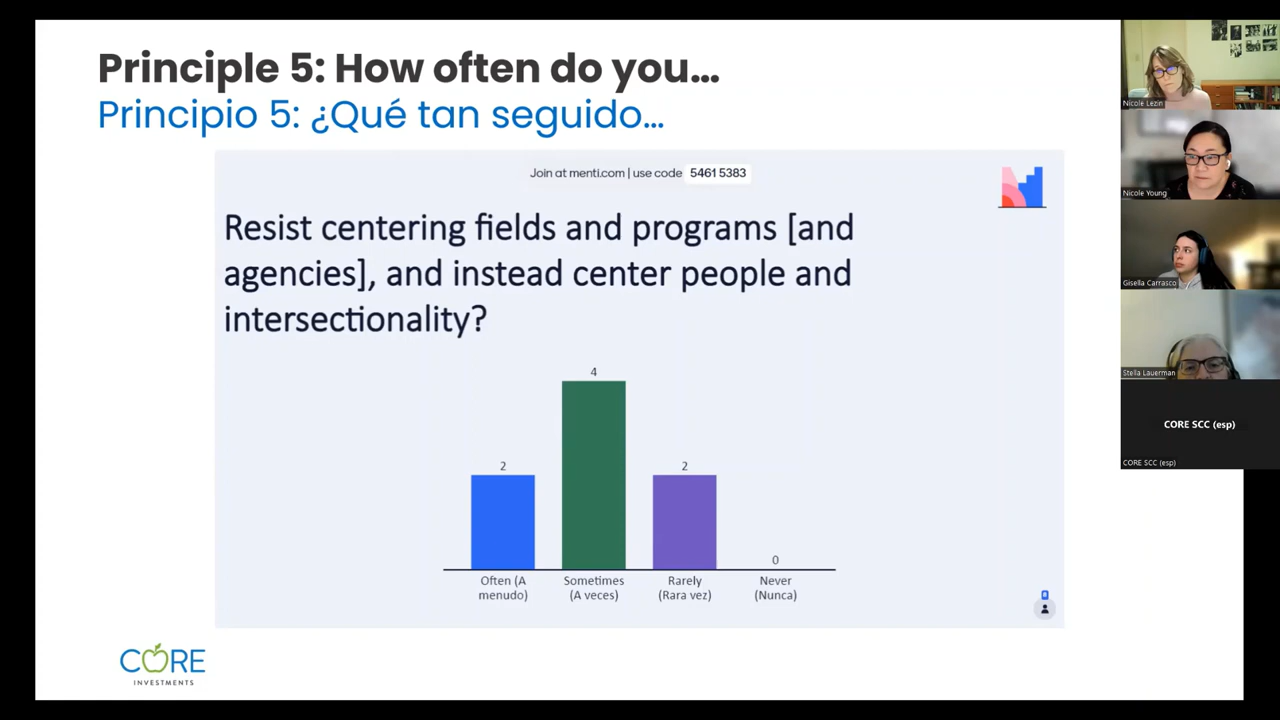 Principle 5: How often do you...
Principio 5: ¿Qué tan seguido...
Join at menti.com | use code 5461 5383
Resist centering fields and programs [and
agencies], and instead center people and
intersectionality?
4
2
2
0
Often (A
menudo)
Sometimes
(A veces)
Rarely
(Rara vez)
Never
(Nunca)
CORE
INVESTMENTS
Nicole Lezin
Nicole Young
Gisella Carrasco
Stella Lauerman
CORE SCC (esp)
CORE SCC (esp)